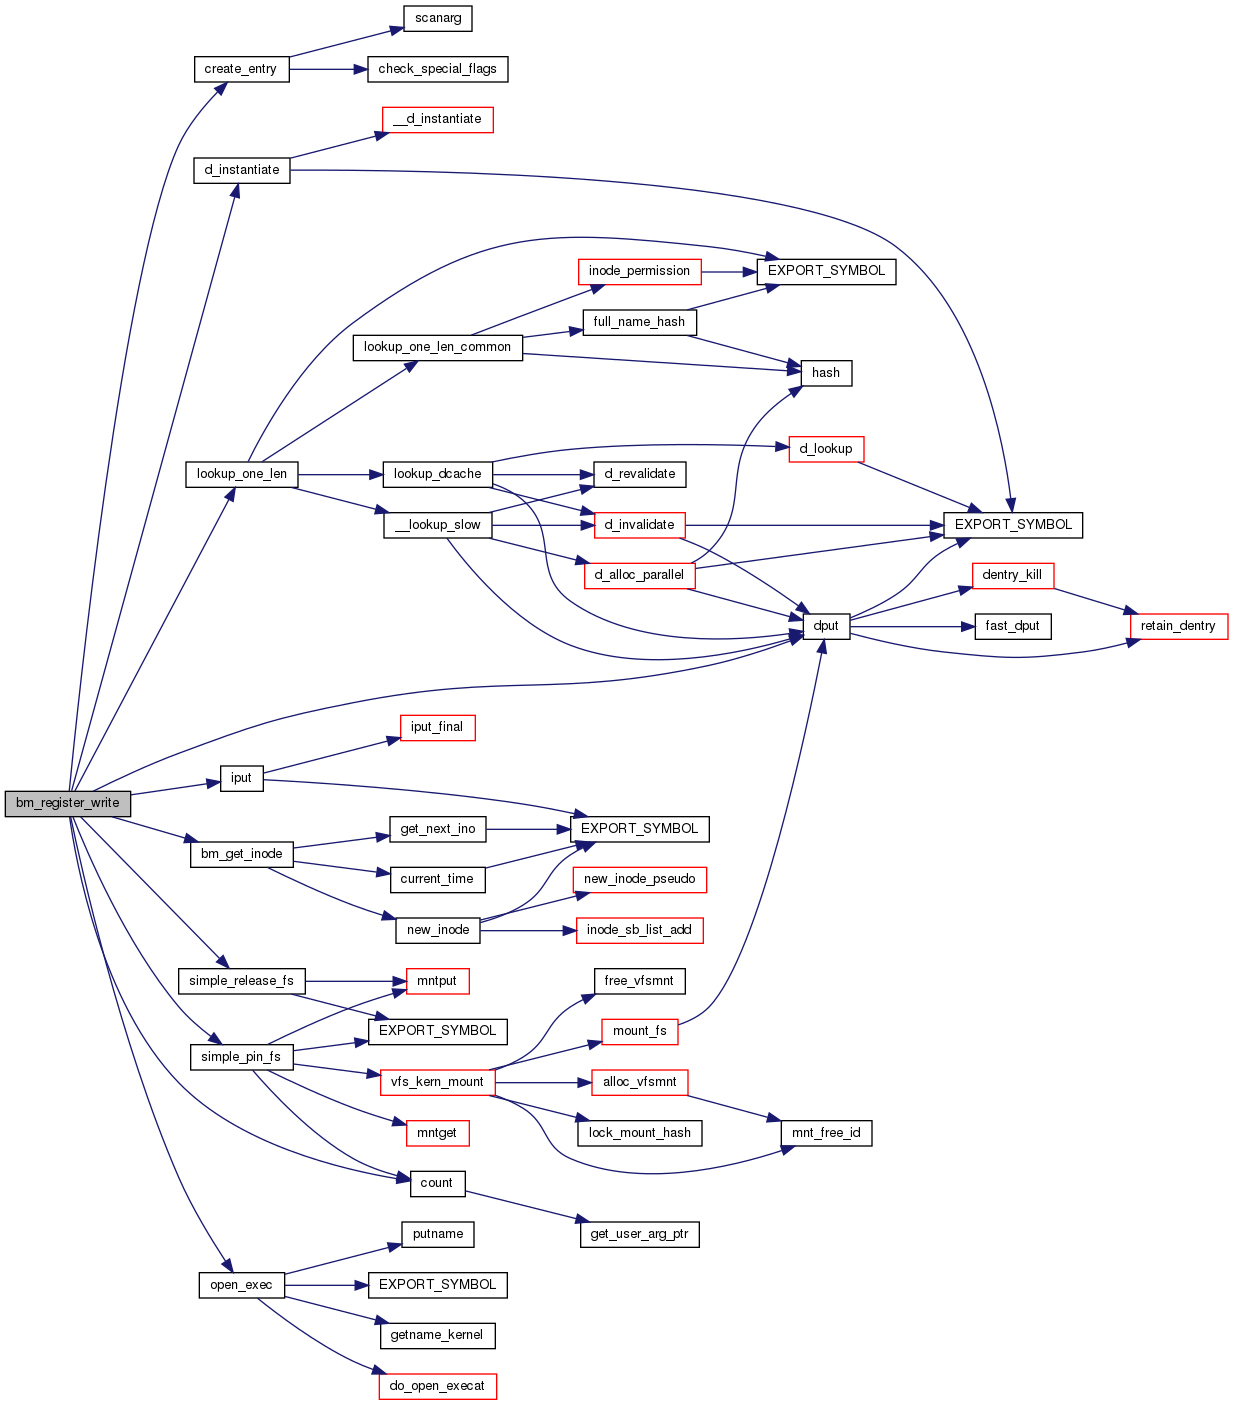 scanarg
create_entry
check_special_flags
__d_instantiate
d_instantiate
inode_permission
EXPORT_SYMBOL
full_name_hash
lookup_one_len_common
hash
d_lookup
lookup_one_len
lookup_dcache
d_revalidate
__lookup_slow
d_invalidate
EXPORT_SYMBOL
d_alloc_parallel
dentry_kill
dput
fast_dput
retain_dentry
iput_final
iput
bm_register_write
get_next_ino
EXPORT_SYMBOL
bm_get_inode
current_time
new_inode_pseudo
new_inode
inode_sb_list_add
simple_release_fs
mntput
free_vfsmnt
EXPORT_SYMBOL
mount_fs
simple_pin_fs
vfs_kern_mount
alloc_vfsmnt
mntget
lock_mount_hash
mnt_free_id
count
putname
get_user_arg_ptr
open_exec
EXPORT_SYMBOL
getname_kernel
do_open_execat